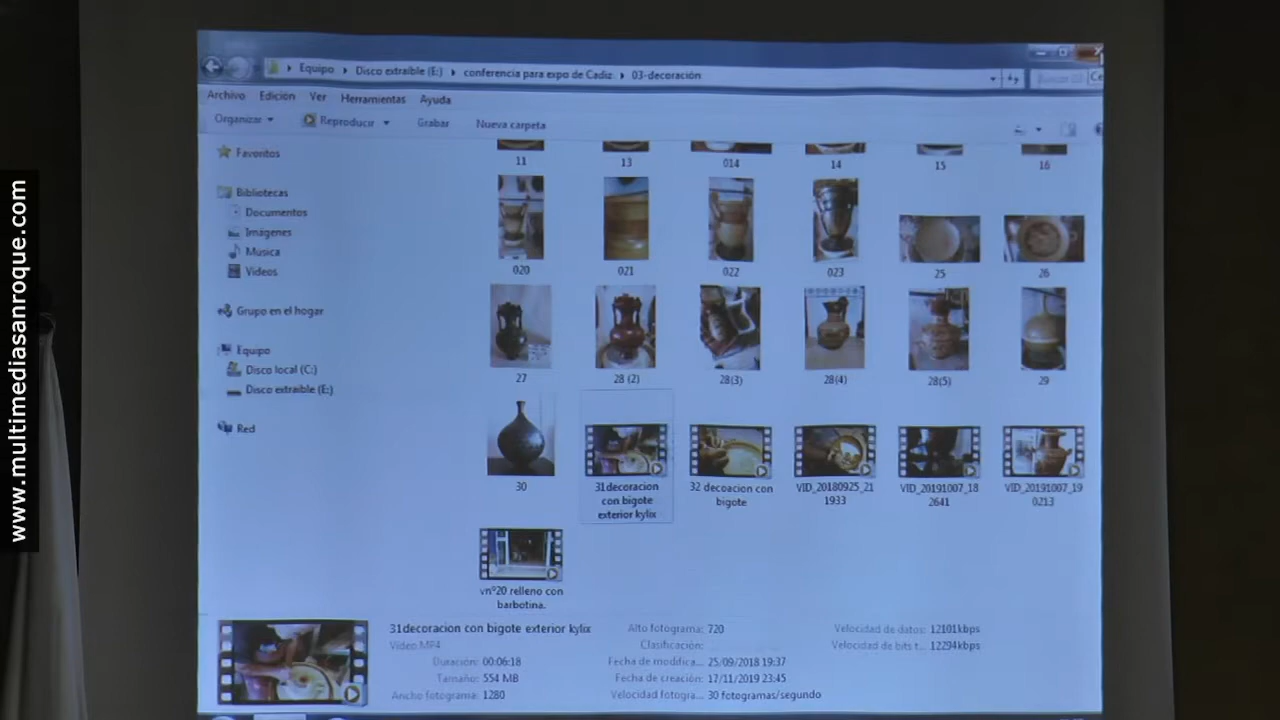 Equipo Disco extraíble (E:) conferencia para expo de Cadiz 03-decoración
Archivo Edición Ver Herramientas Ayuda
Organizar Reproducir Grabar Nueva carpeta
Favoritos
Bibliotecas
Documentos
Imágenes
Musica
Videos
Grupo en el hogar
Equipo
Disco local (C:)
Disco extraíble (E:)
Red
11 13 014 14 15 16
020 021 022 023 25 26
27 28 (2) 28(3) 28(4) 28(5) 29
30
31decoracion
con bigote
exterior kylix
32 decoacion con
bigote
VID_20180925_21
1933
VID_20191007_18
2641
VID_20191007_19
0213
vnº20 relleno con
barbotina.
31decoracion con bigote exterior kylix
Vídeo MP4
Duración: 00:06:18
Tamaño: 554 MB
Ancho fotograma: 1280
Alto fotograma: 720
Clasificación:
Fecha de modifica... 25/09/2018 19:37
Fecha de creación: 17/11/2019 23:45
Velocidad fotogra... 30 fotogramas/segundo
Velocidad de datos: 12101kbps
Velocidad de bits t... 12294kbps
www.multimediasanroque.com